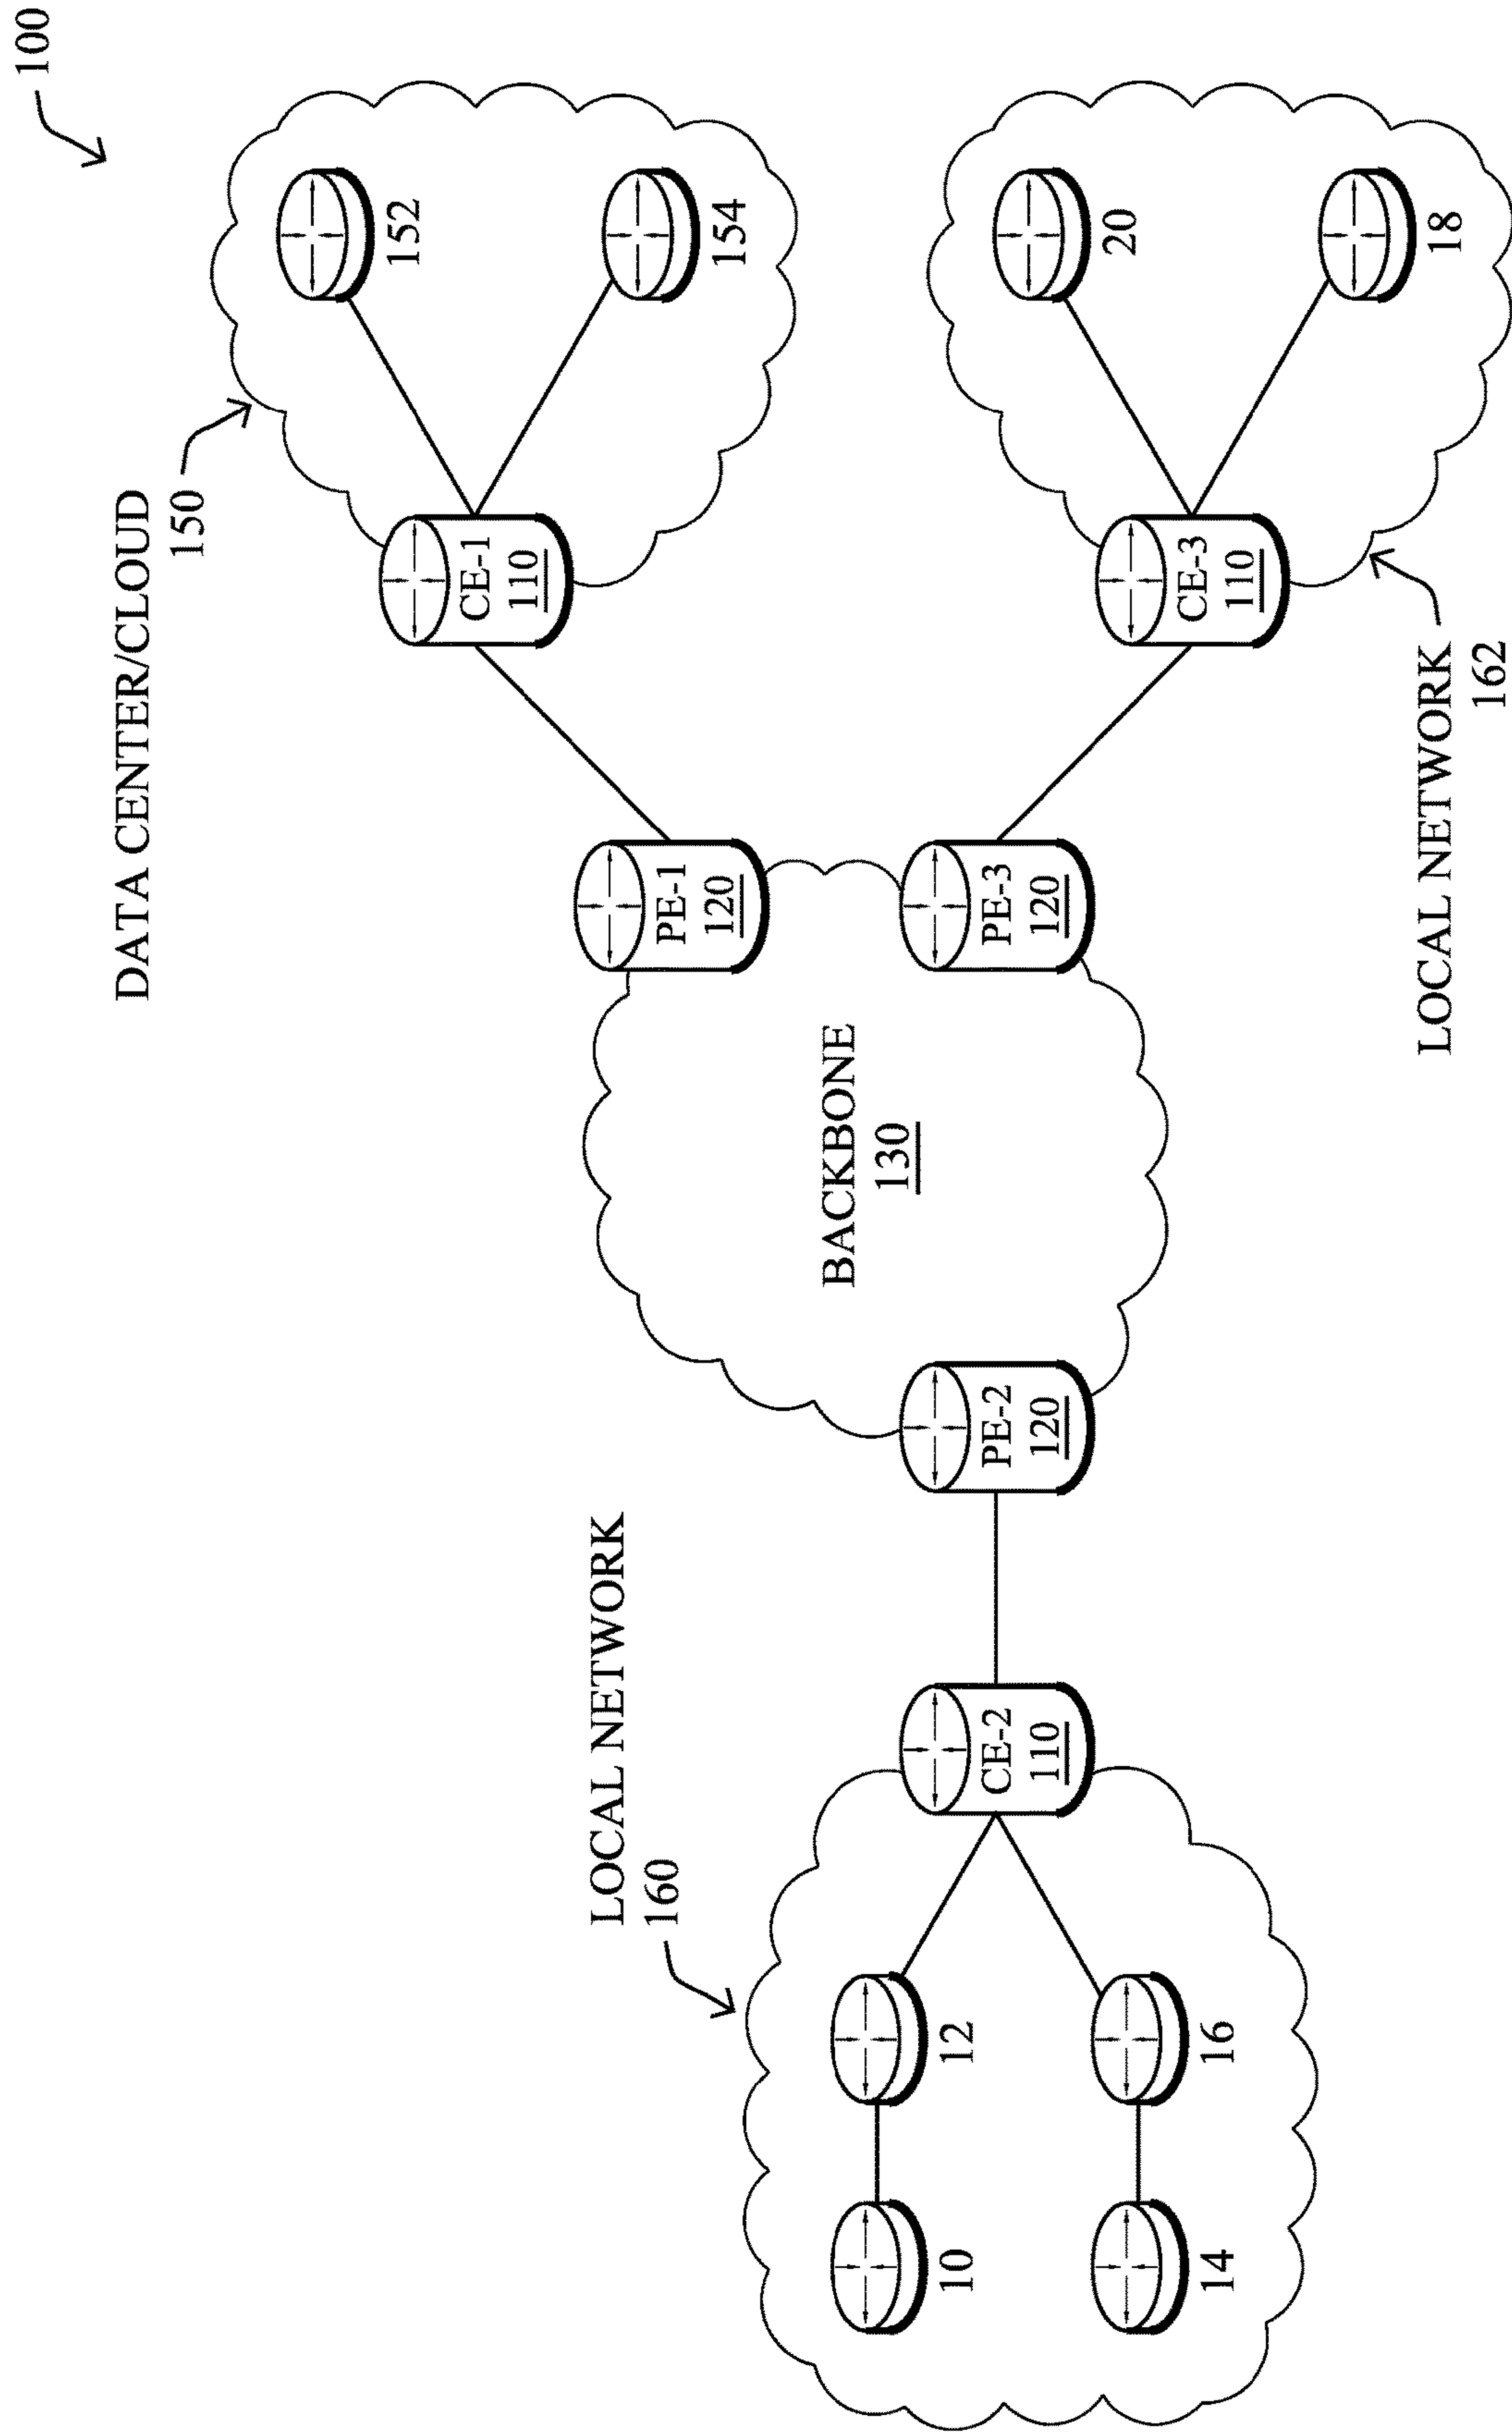 100
DATA CENTER/CLOUD
150
152
CE-1
110
154
PE-1
120
LOCAL NETWORK
160
BACKBONE
130
12
10
CE-2
110
PE-2
120
PE-3
120
20
CE-3
110
16
14
18
LOCAL NETWORK
162